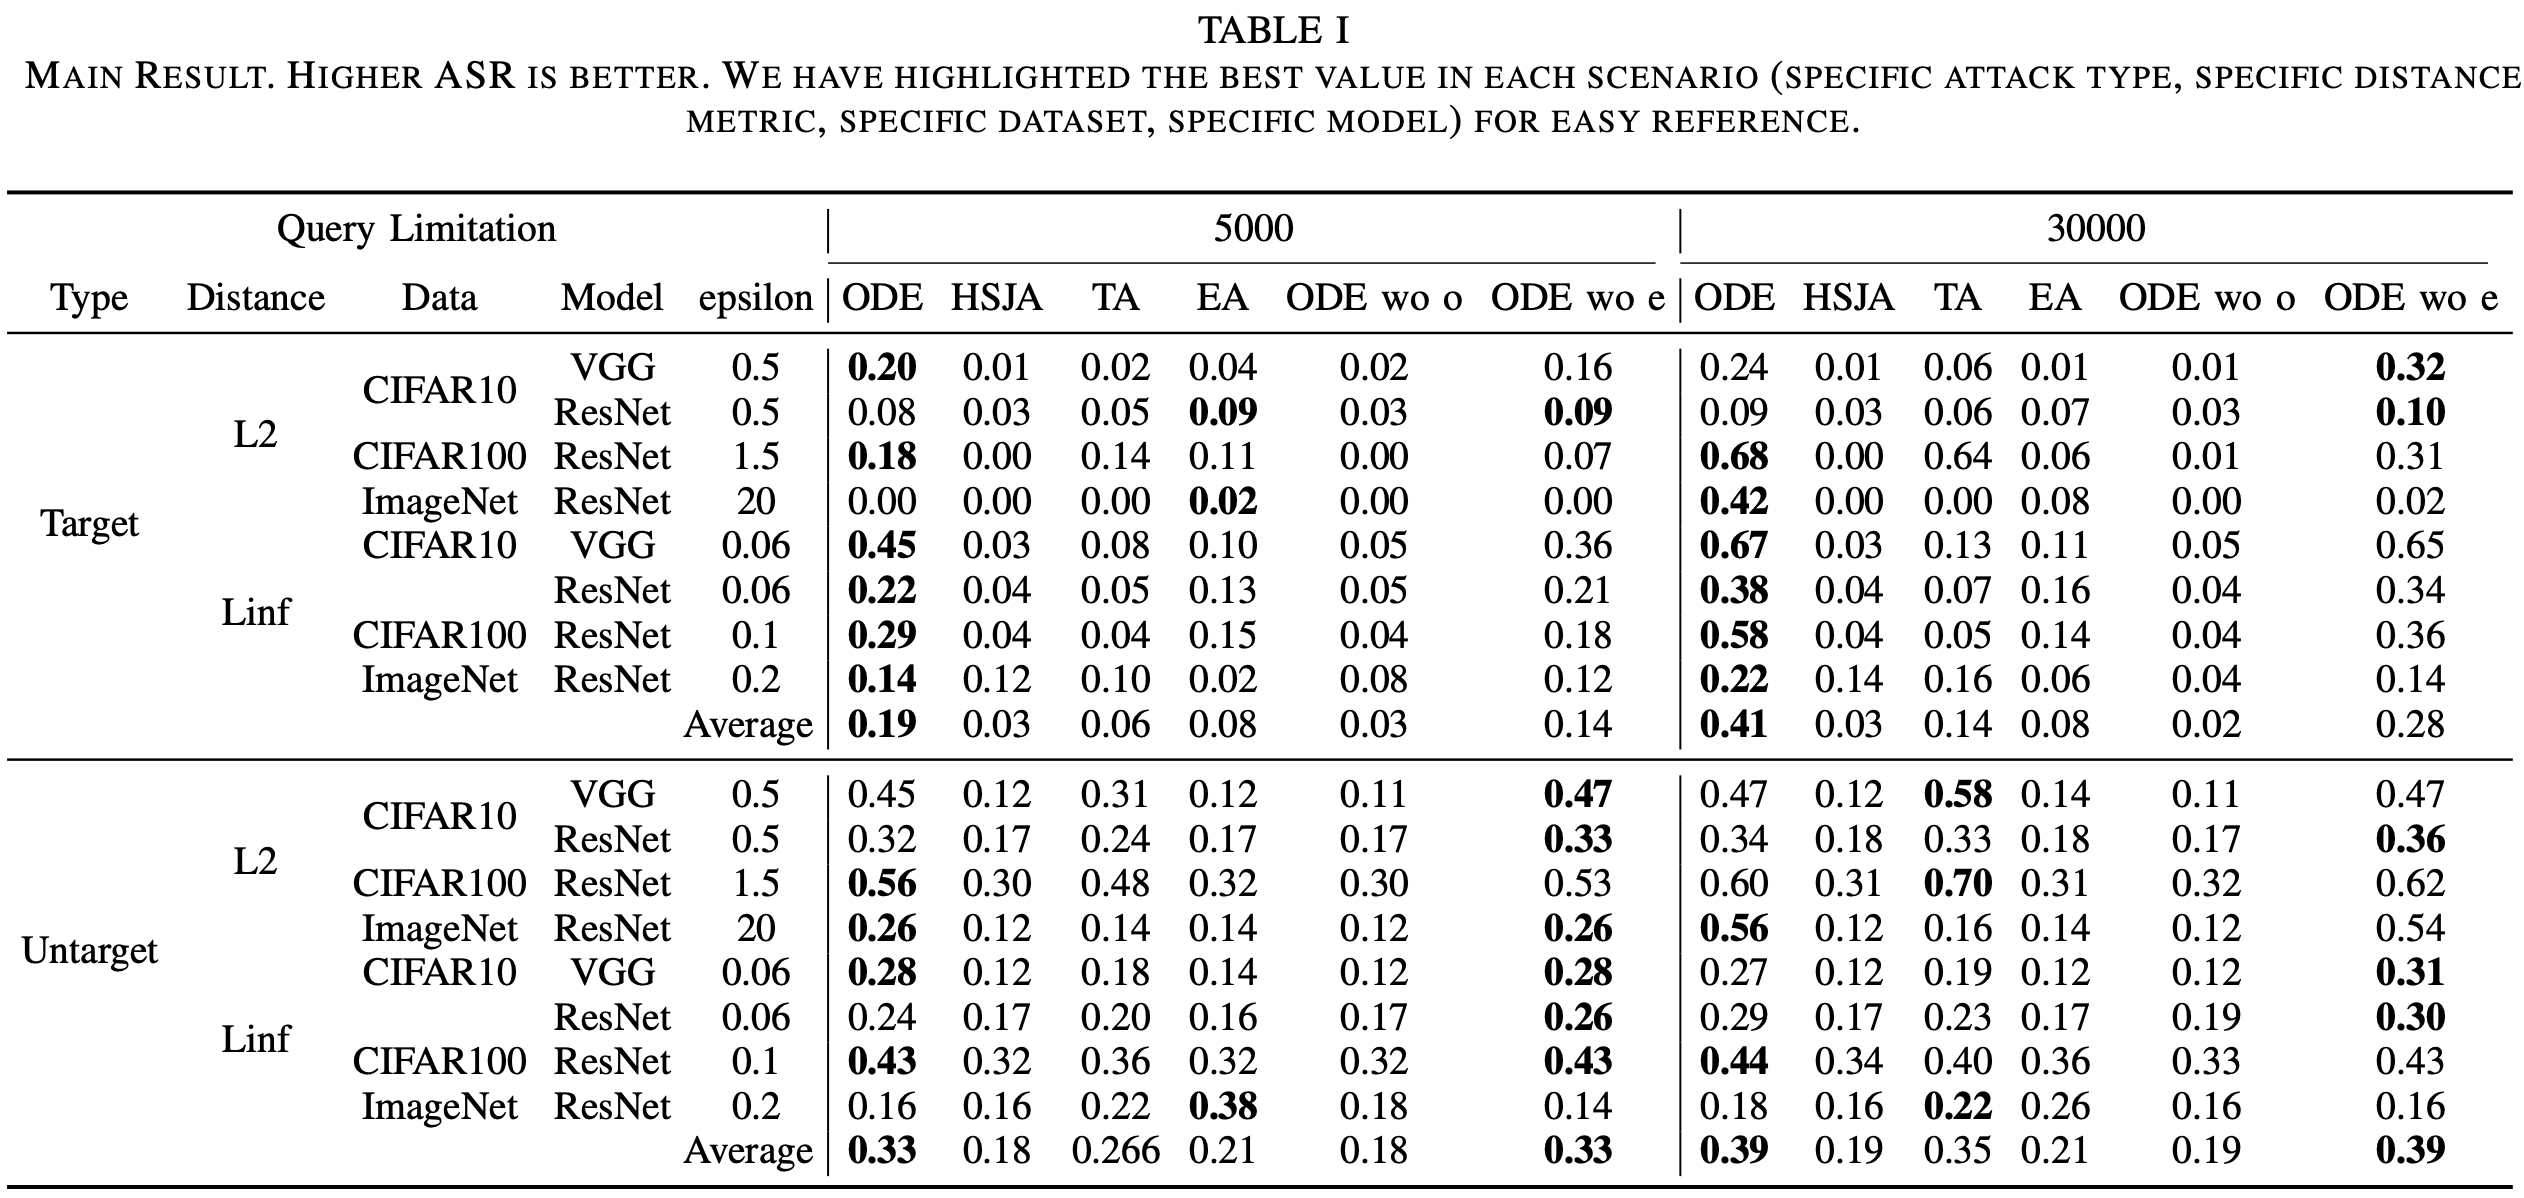 TABLE I
MAIN RESULT. HIGHER ASR IS BETTER. WE HAVE HIGHLIGHTED THE BEST VALUE IN EACH SCENARIO (SPECIFIC ATTACK TYPE, SPECIFIC DISTANCE
METRIC, SPECIFIC DATASET, SPECIFIC MODEL) FOR EASY REFERENCE.
Query Limitation 5000 30000
Type Distance Data Model epsilon ODE HSJA TA EA ODE wo o ODE wo e ODE HSJA TA EA ODE wo o ODE wo e
Target L2 CIFAR10 VGG 0.5 0.20 0.01 0.02 0.04 0.02 0.16 0.24 0.01 0.06 0.01 0.01 0.32
ResNet 0.5 0.08 0.03 0.05 0.09 0.03 0.09 0.09 0.03 0.06 0.07 0.03 0.10
CIFAR100 ResNet 1.5 0.18 0.00 0.14 0.11 0.00 0.07 0.68 0.00 0.64 0.06 0.01 0.31
ImageNet ResNet 20 0.00 0.00 0.00 0.02 0.00 0.00 0.42 0.00 0.00 0.08 0.00 0.02
Linf CIFAR10 VGG 0.06 0.45 0.03 0.08 0.10 0.05 0.36 0.67 0.03 0.13 0.11 0.05 0.65
ResNet 0.06 0.22 0.04 0.05 0.13 0.05 0.21 0.38 0.04 0.07 0.16 0.04 0.34
CIFAR100 ResNet 0.1 0.29 0.04 0.04 0.15 0.04 0.18 0.58 0.04 0.05 0.14 0.04 0.36
ImageNet ResNet 0.2 0.14 0.12 0.10 0.02 0.08 0.12 0.22 0.14 0.16 0.06 0.04 0.14
Average 0.19 0.03 0.06 0.08 0.03 0.14 0.41 0.03 0.14 0.08 0.02 0.28
Untarget L2 CIFAR10 VGG 0.5 0.45 0.12 0.31 0.12 0.11 0.47 0.47 0.12 0.58 0.14 0.11 0.47
ResNet 0.5 0.32 0.17 0.24 0.17 0.17 0.33 0.34 0.18 0.33 0.18 0.17 0.36
CIFAR100 ResNet 1.5 0.56 0.30 0.48 0.32 0.30 0.53 0.60 0.31 0.70 0.31 0.32 0.62
ImageNet ResNet 20 0.26 0.12 0.14 0.14 0.12 0.26 0.56 0.12 0.16 0.14 0.12 0.54
Linf CIFAR10 VGG 0.06 0.28 0.12 0.18 0.14 0.12 0.28 0.27 0.12 0.19 0.12 0.12 0.31
ResNet 0.06 0.24 0.17 0.20 0.16 0.17 0.26 0.29 0.17 0.23 0.17 0.19 0.30
CIFAR100 ResNet 0.1 0.43 0.32 0.36 0.32 0.32 0.43 0.44 0.34 0.40 0.36 0.33 0.43
ImageNet ResNet 0.2 0.16 0.16 0.22 0.38 0.18 0.14 0.18 0.16 0.22 0.26 0.16 0.16
Average 0.33 0.18 0.266 0.21 0.18 0.33 0.39 0.19 0.35 0.21 0.19 0.39